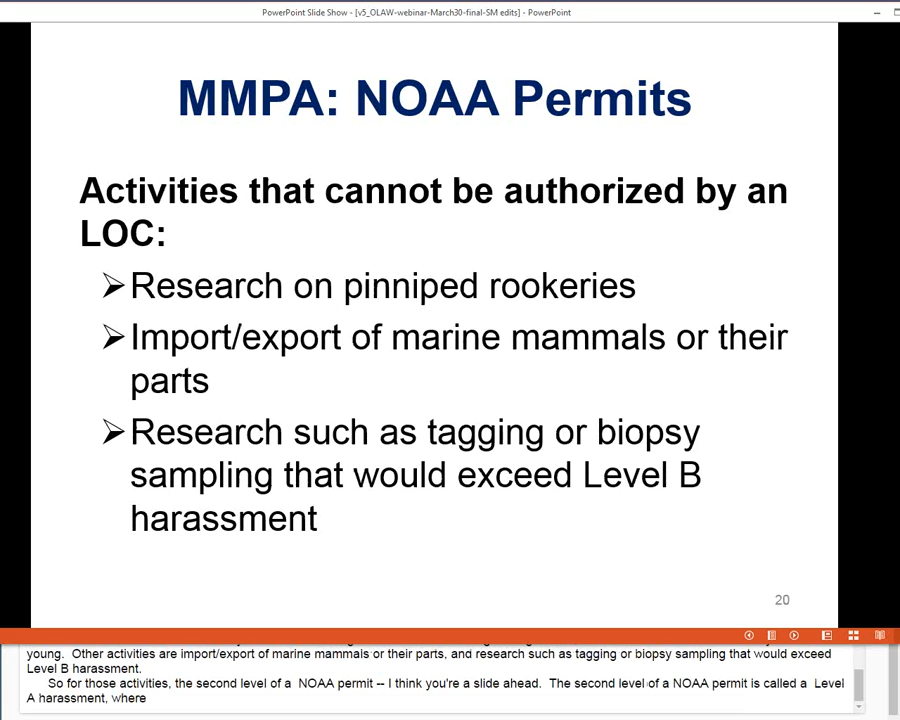 PowerPoint Slide Show - [v5_OLAW-webinar-March30-final-SM edits] - PowerPoint
MMPA: NOAA Permits
Activities that cannot be authorized by an
LOC:
Research on pinniped rookeries
Import/export of marine mammals or their
parts
Research such as tagging or biopsy
sampling that would exceed Level B
harassment
20
young. Other activities are import/export of marine mammals or their parts, and research such as tagging or biopsy sampling that would exceed
Level B harassment.
So for those activities, the second level of a NOAA permit -- I think you're a slide ahead. The second level of a NOAA permit is called a Level
A harassment, where